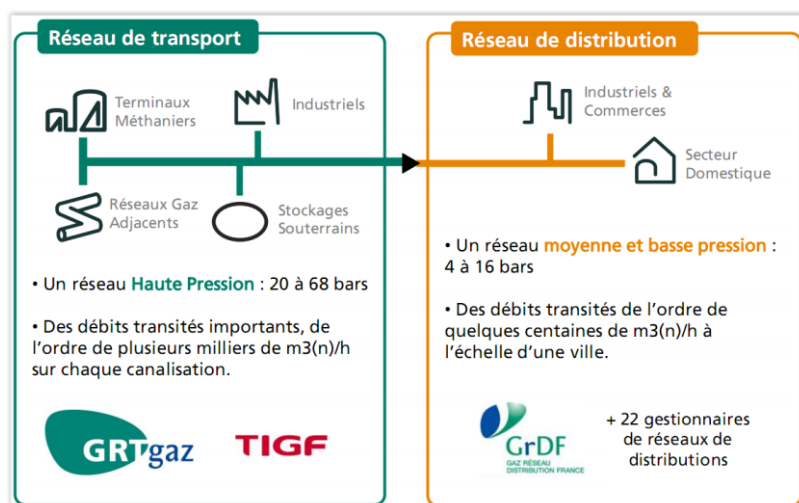 Réseau de transport
Terminaux
Méthaniers
Industriels
Réseaux Gaz
Adjacents
Stockages
Souterrains
• Un réseau Haute Pression : 20 à 68 bars
• Des débits transités importants, de
l’ordre de plusieurs milliers de m3(n)/h
sur chaque canalisation.
GRTgaz
TIGF
Réseau de distribution
Industriels &
Commerces
Secteur
Domestique
• Un réseau moyenne et basse pression :
4 à 16 bars
• Des débits transités de l’ordre de
quelques centaines de m3(n)/h à
l’échelle d’une ville.
GrDF
GAZ RÉSEAU
DISTRIBUTION FRANCE
+ 22 gestionnaires
de réseaux de
distributions